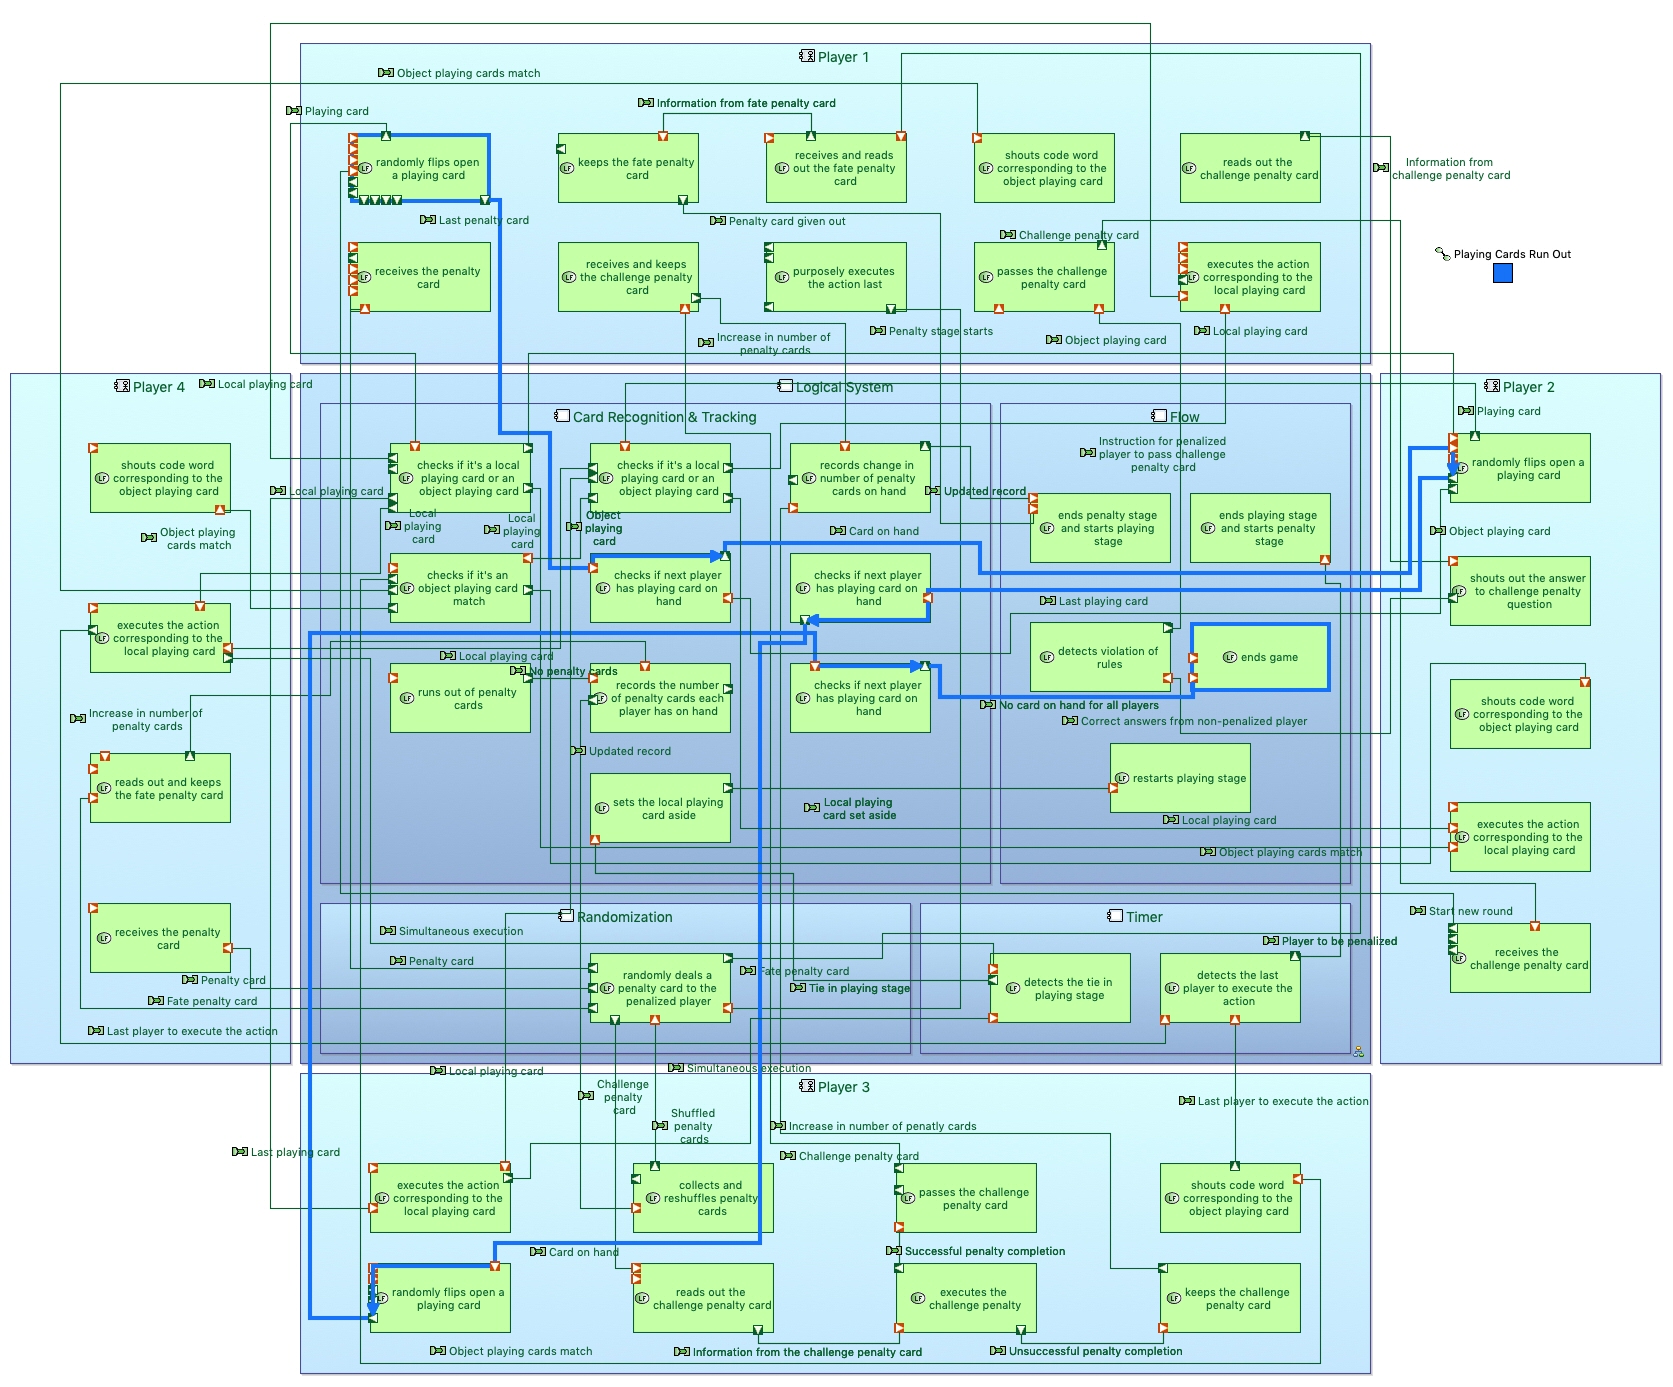 Player 1
Object playing cards match
Playing card
Information from fate penalty card
randomly flips open
a playing card
keeps the fate penalty
card
receives and reads
out the fate penalty
card
shouts code word
corresponding to the
object playing card
reads out the
challenge penalty card
Information from
challenge penalty card
Last penalty card
Penalty card given out
Challenge penalty card
receives the penalty
card
receives and keeps
the challenge penalty
card
purposely executes
the action last
passes the challenge
penalty card
executes the action
corresponding to the
local playing card
Playing Cards Run Out
Increase in number of
penalty cards
Penalty stage starts
Object playing card
Local playing card
Player 4
Local playing card
Logical System
Player 2
Card Recognition & Tracking
Flow
Playing card
shouts code word
corresponding to the
object playing card
checks if it's a local
playing card or an
object playing card
checks if it's a local
playing card or an
object playing card
records change in
number of penalty
cards on hand
Instruction for penalized
player to pass challenge
penalty card
randomly flips open a
playing card
Local playing card
Updated record
Local
playing
card
Local
playing
card
Object
playing
card
Card on hand
ends penalty stage
and starts playing
stage
ends playing stage
and starts penalty
stage
Object playing card
Object playing
cards match
checks if it's an
object playing card
match
checks if next player
has playing card on
hand
checks if next player
has playing card on
hand
Last playing card
shouts out the answer
to challenge penalty
question
executes the action
corresponding to the
local playing card
detects violation of
rules
ends game
Local playing card
No penalty cards
runs out of penalty
cards
records the number
of penalty cards each
player has on hand
checks if next player
has playing card on
hand
No card on hand for all players
Correct answers from non-penalized player
shouts code word
corresponding to the
object playing card
Increase in number of
penalty cards
Updated record
reads out and keeps
the fate penalty card
sets the local playing
card aside
Local playing
card set aside
restarts playing stage
Local playing card
executes the action
corresponding to the
local playing card
Object playing cards match
receives the penalty
card
Randomization
Timer
Start new round
Simultaneous execution
Player to be penalized
receives the
challenge penalty card
Penalty card
Penalty card
Fate penalty card
randomly deals a
penalty card to the
penalized player
Fate penalty card
Tie in playing stage
detects the tie in
playing stage
detects the last
player to execute the
action
Last player to execute the action
Local playing card
Simultaneous execution
Player 3
Challenge
penalty
card
Shuffled
penalty
cards
Last player to execute the action
Increase in number of penatly cards
Last playing card
Challenge penalty card
executes the action
corresponding to the
local playing card
collects and
reshuffles penalty
cards
passes the challenge
penalty card
shouts code word
corresponding to the
object playing card
Card on hand
Successful penalty completion
randomly flips open a
playing card
reads out the
challenge penalty card
executes the
challenge penalty
keeps the challenge
penalty card
Object playing cards match
Information from the challenge penalty card
Unsuccessful penalty completion